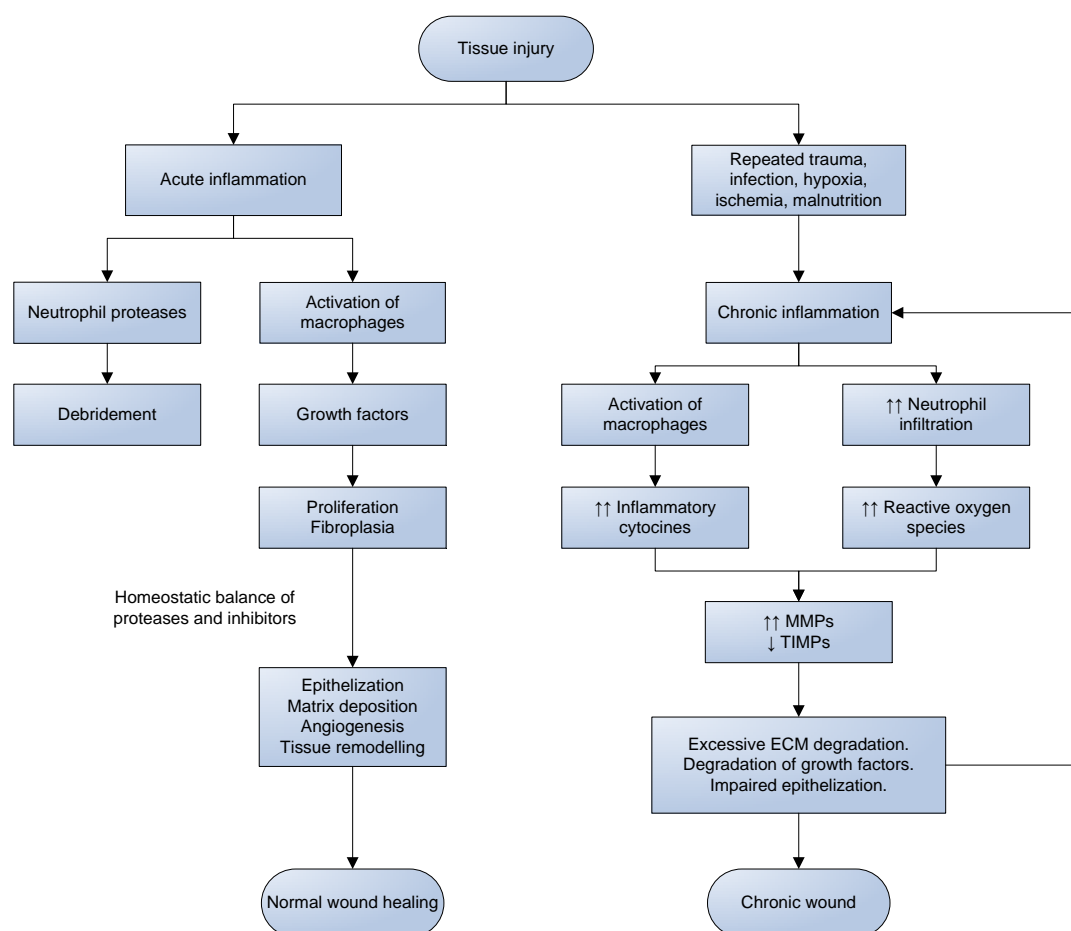 Tissue injury
Acute inflammation
Repeated trauma,
infection, hypoxia,
ischemia, malnutrition
Neutrophil proteases
Activation of
macrophages
Chronic inflammation
Debridement
Growth factors
Activation of
macrophages
↑↑ Neutrophil
infiltration
Proliferation
Fibroplasia
↑↑ Inflammatory
cytocines
↑↑ Reactive oxygen
species
Homeostatic balance of
proteases and inhibitors
↑↑ MMPs
↓ TIMPs
Epithelization
Matrix deposition
Angiogenesis
Tissue remodelling
Excessive ECM degradation.
Degradation of growth factors.
Impaired epithelization.
Normal wound healing
Chronic wound